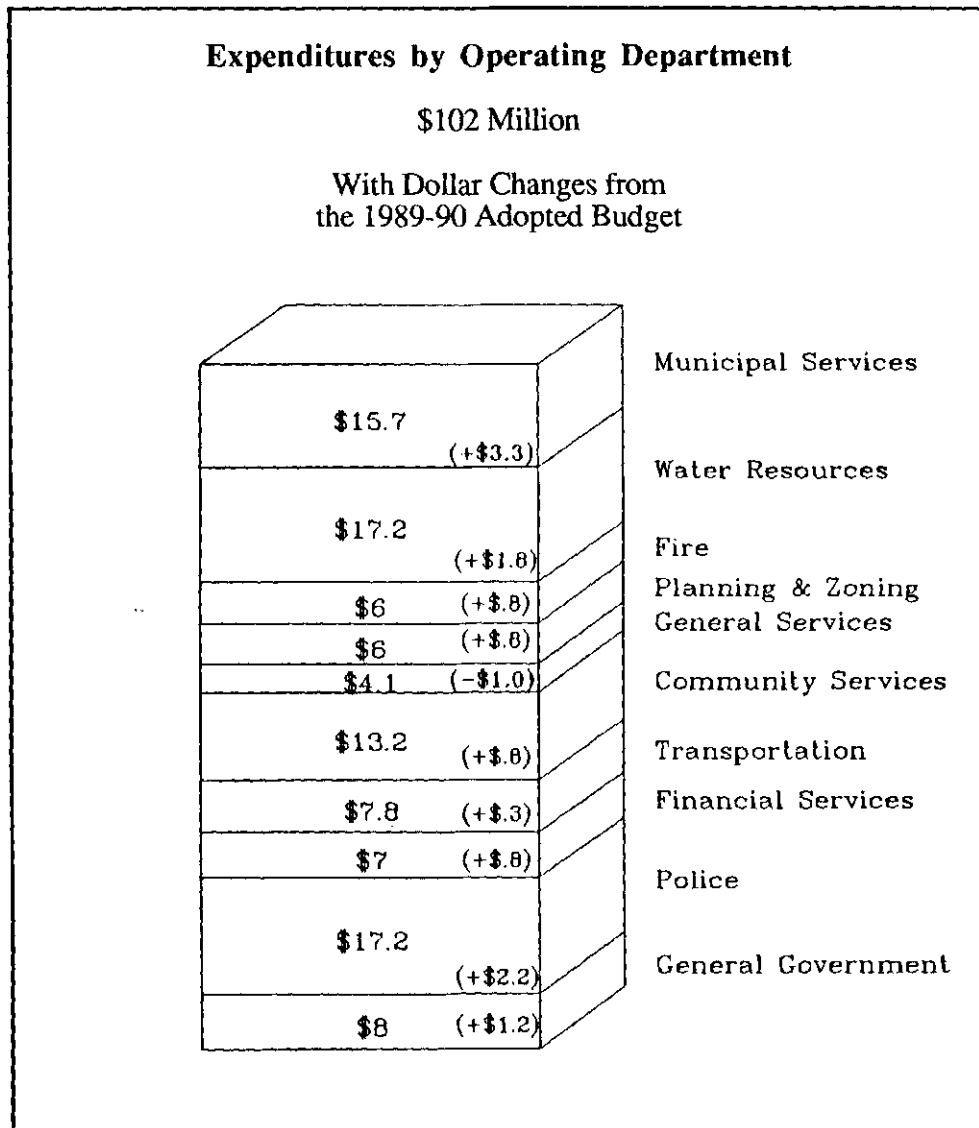 Expenditures by Operating Department
$102 Million
With Dollar Changes from
the 1989-90 Adopted Budget
Municipal Services
$15.7
(+$3.3)
Water Resources
$17.2
(+$1.8)
Fire
$6 (+$.8)
Planning & Zoning
$6 (+$.8)
General Services
$4.1 (-$1.0)
Community Services
$13.2
(+$.8)
Transportation
$7.8 (+$.3)
Financial Services
$7 (+$.8)
Police
$17.2
(+$2.2)
General Government
$8 (+$1.2)